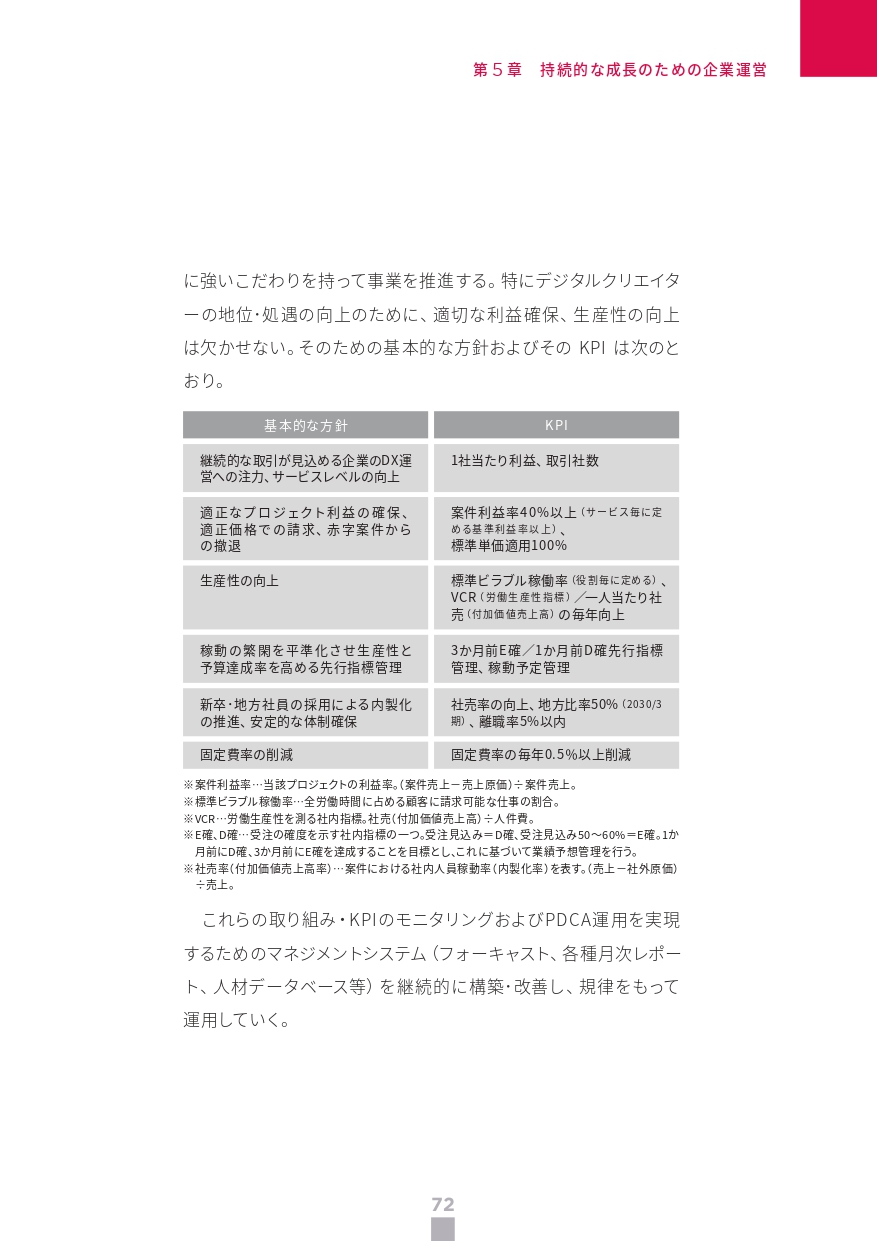 第5章　持続的な成長のための企業運営
に強いこだわりを持って事業を推進する。特にデジタルクリエイタ
ーの地位・処遇の向上のために、適切な利益確保、生産性の向上
は欠かせない。そのための基本的な方針およびその KPI は次のと
おり。
基本的な方針
KPI
継続的な取引が見込める企業のDX運
営への注力、サービスレベルの向上
1社当たり利益、取引社数
適正なプロジェクト利益の確保、
適正価格での請求、赤字案件から
の撤退
案件利益率40%以上（サービス毎に定
める基準利益率以上）、
標準単価適用100%
生産性の向上
標準ビラブル稼働率（役割毎に定める）、
VCR（労働生産性指標）／一人当たり社
売（付加価値売上高）の毎年向上
稼動の繁閑を平準化させ生産性と
予算達成率を高める先行指標管理
3か月前E確／1か月前D確先行指標
管理、稼動予定管理
新卒・地方社員の採用による内製化
の推進、安定的な体制確保
社売率の向上、地方比率50%（2030/3
期）、離職率5%以内
固定費率の削減
固定費率の毎年0.5%以上削減
※案件利益率…当該プロジェクトの利益率。（案件売上－売上原価）÷案件売上。
※標準ビラブル稼働率…全労働時間に占める顧客に請求可能な仕事の割合。
※VCR…労働生産性を測る社内指標。社売（付加価値売上高）÷人件費。
※E確、D確…受注の確度を示す社内指標の一つ。受注見込み＝D確、受注見込み50～60%＝E確。1か
月前にD確、3か月前にE確を達成することを目標とし、これに基づいて業績予想管理を行う。
※社売率（付加価値売上高率）…案件における社内人員稼動率（内製化率）を表す。（売上－社外原価）
÷売上。
これらの取り組み・KPIのモニタリングおよびPDCA運用を実現
するためのマネジメントシステム（フォーキャスト、各種月次レポー
ト、人材データベース等）を継続的に構築・改善し、規律をもって
運用していく。
72